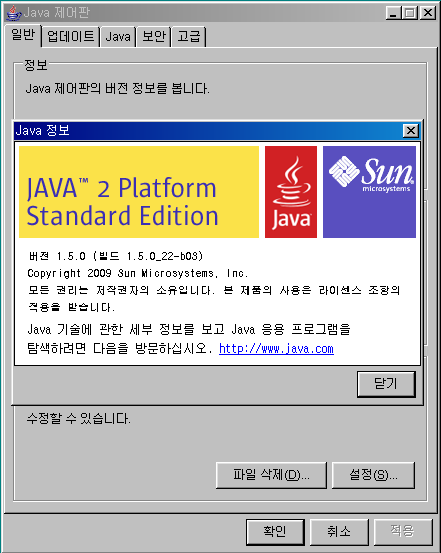 Java 제어판
일반 업데이트 Java 보안 고급
정보
Java 제어판의 버전 정보를 봅니다.
Java 정보
JAVA™ 2 Platform
Standard Edition
Java
Sun
microsystems
버전 1.5.0 (빌드 1.5.0_22-b03)
Copyright 2009 Sun Microsystems, Inc.
모든 권리는 저작권자의 소유입니다. 본 제품의 사용은 라이센스 조항의
적용을 받습니다.
Java 기술에 관한 세부 정보를 보고 Java 응용 프로그램을
탐색하려면 다음을 방문하십시오. http://www.java.com
닫기
수정할 수 있습니다.
파일 삭제(D)... 설정(S)...
확인 취소 적용